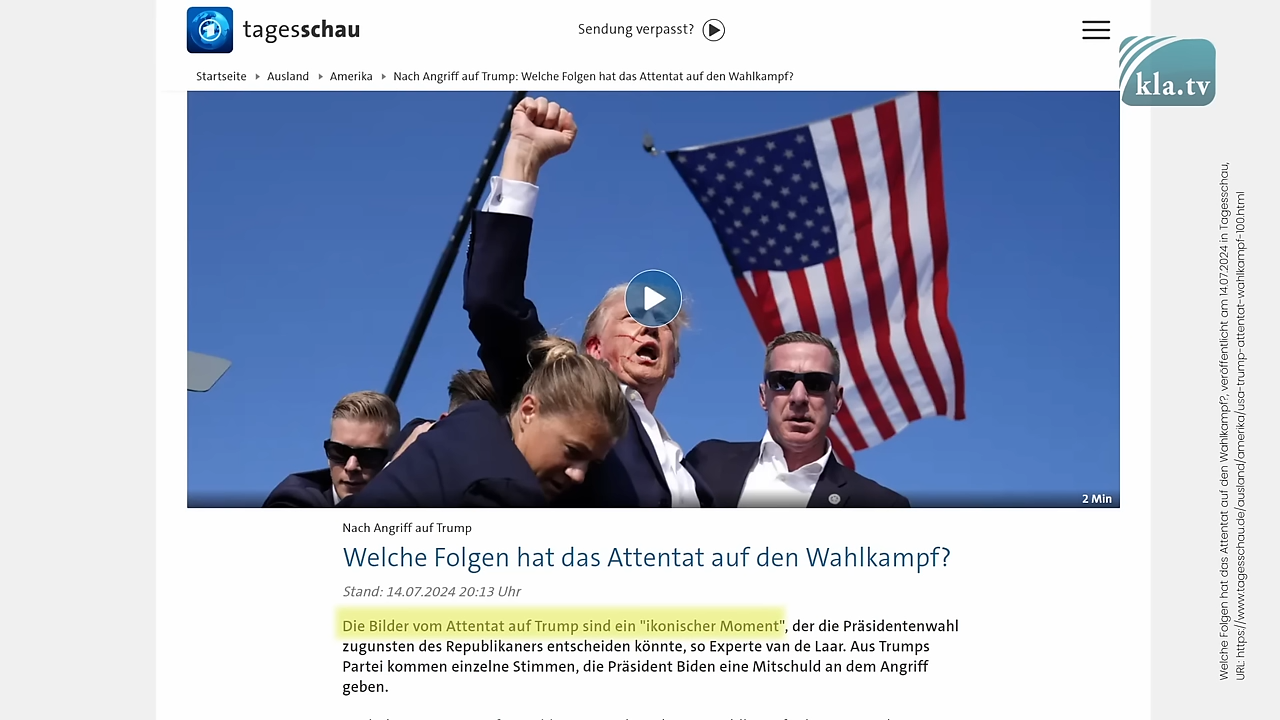 tagesschau
Sendung verpasst?
kla.tv
Startseite
Ausland
Amerika
Nach Angriff auf Trump: Welche Folgen hat das Attentat auf den Wahlkampf?
2 Min
Nach Angriff auf Trump
Welche Folgen hat das Attentat auf den Wahlkampf?
Stand: 14.07.2024 20:13 Uhr
Die Bilder vom Attentat auf Trump sind ein "ikonischer Moment", der die Präsidentenwahl
zugunsten des Republikaners entscheiden könnte, so Experte van de Laar. Aus Trumps
Partei kommen einzelne Stimmen, die Präsident Biden eine Mitschuld an dem Angriff
geben.
Welche Folgen hat das Attentat auf den Wahlkampf?, veröffentlicht am 14.07.2024 in Tagesschau,
URL: https://www.tagesschau.de/ausland/amerika/usa-trump-attentat-wahlkampf-100.html